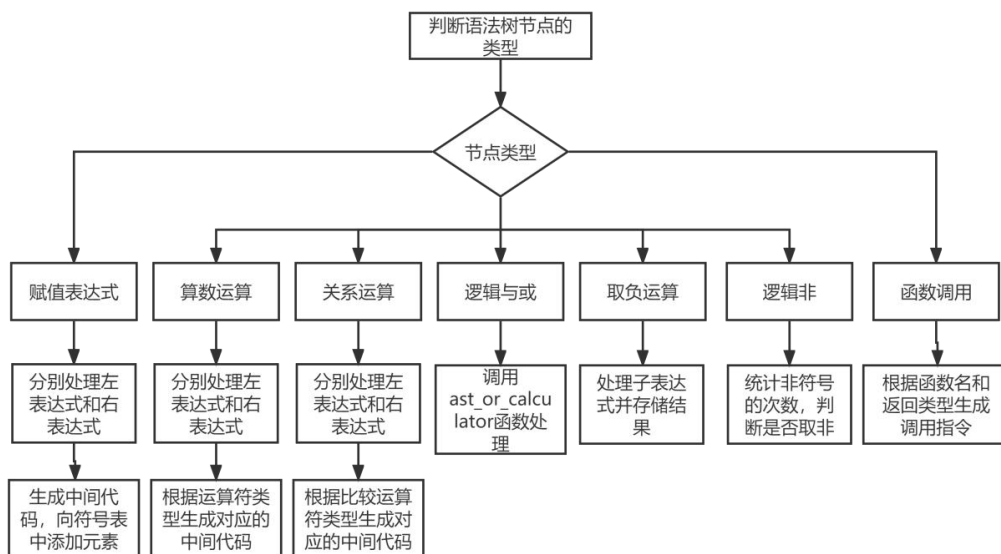 判断语法树节点的
类型
节点类型
赋值表达式
算数运算
关系运算
逻辑与或
取负运算
逻辑非
函数调用
分别处理左
表达式和右
表达式
分别处理左
表达式和右
表达式
分别处理左
表达式和右
表达式
调用
ast_or_calcu
lator函数处
理
处理子表达
式并存储结
果
统计非符号
的次数，判
断是否取非
根据函数名和
返回类型生成
调用指令
生成中间代
码，向符号表
中添加元素
根据运算符类
型生成对应的
中间代码
根据比较运算
符类型生成对
应的中间代码